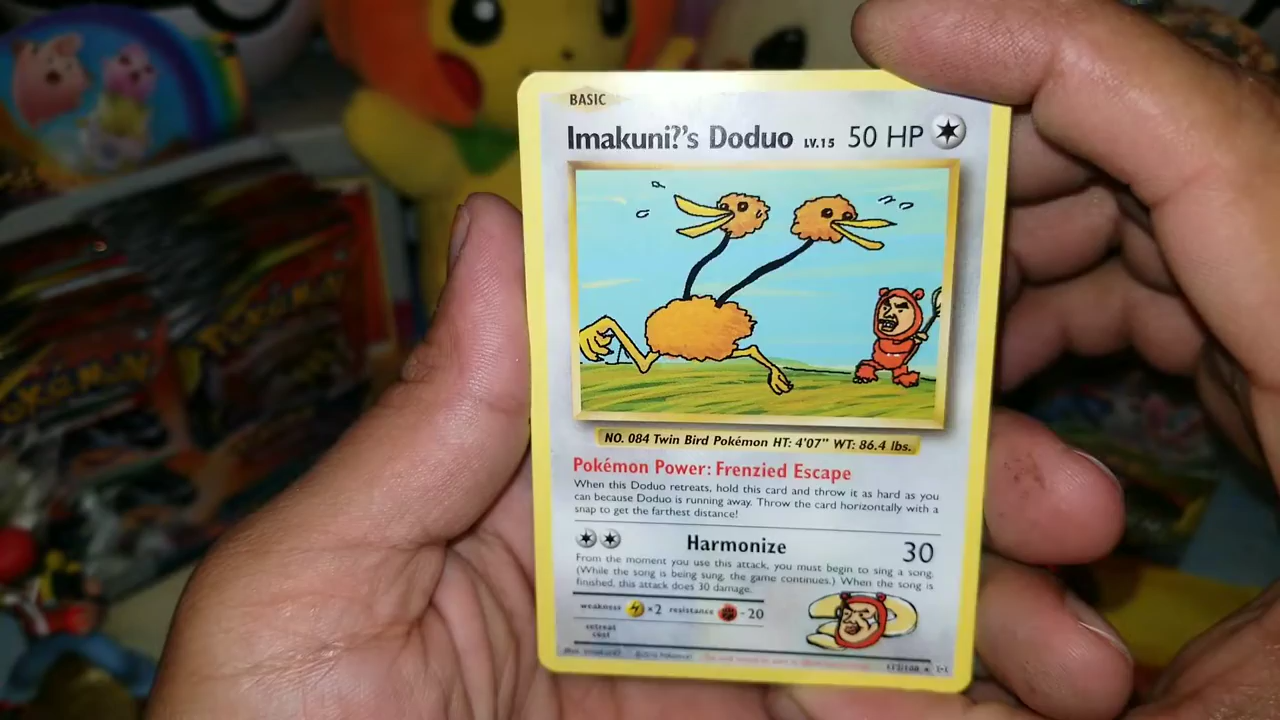 BASIC
Imakuni?'s Doduo LV.15 50 HP
NO. 084 Twin Bird Pokémon HT: 4'07" WT: 86.4 lbs.
Pokémon Power: Frenzied Escape
When this Doduo retreats, hold this card and throw it as hard as you
can because Doduo is running away. Throw the card horizontally with a
snap to get the farthest distance!
Harmonize 30
From the moment you use this attack, you must begin to sing a song.
(While the song is being sung, the game continues.) When the song is
finished, this attack does 30 damage.
weakness ×2 resistance -20
retreat
cost
POKéMON
POKéMON